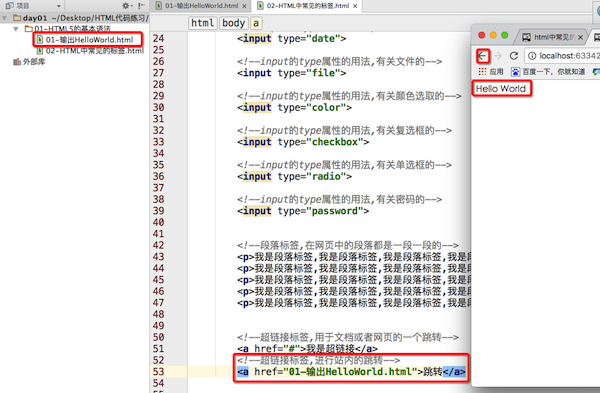 项目
day01 ~/Desktop/HTML代码练习/
01-HTML5的基本语法
01-输出HelloWorld.html
02-HTML中常见的标签.html
外部库
01-输出HelloWorld.html
02-HTML中常见的标签.html
html body a
24 <input type="date">
25
26 <!--input的type属性的用法,有关文件的-->
27 <input type="file">
28
29 <!--input的type属性的用法,有关颜色选取的-->
30 <input type="color">
31
32 <!--input的type属性的用法,有关复选框的-->
33 <input type="checkbox">
34
35 <!--input的type属性的用法,有关单选框的-->
36 <input type="radio">
37
38 <!--input的type属性的用法,有关密码的-->
39 <input type="password">
40
41
42 <!--段落标签,在网页中的段落都是一段一段的-->
43 <p>我是段落标签,我是段落标签,我是段落标签,我是段
44 <p>我是段落标签,我是段落标签,我是段落标签,我是段
45 <p>我是段落标签,我是段落标签,我是段落标签,我是段
46 <p>我是段落标签,我是段落标签,我是段落标签,我是段
47 <p>我是段落标签,我是段落标签,我是段落标签,我是段
48
49
50 <!--超链接标签,用于文档或者网页的一个跳转-->
51 <a href="#">我是超链接</a>
52 <!--超链接标签,进行站内的跳转-->
53 <a href="01-输出HelloWorld.html">跳转</a>
54
55
html中常见的
localhost:63342
应用 百度一下,你就知道
Hello World